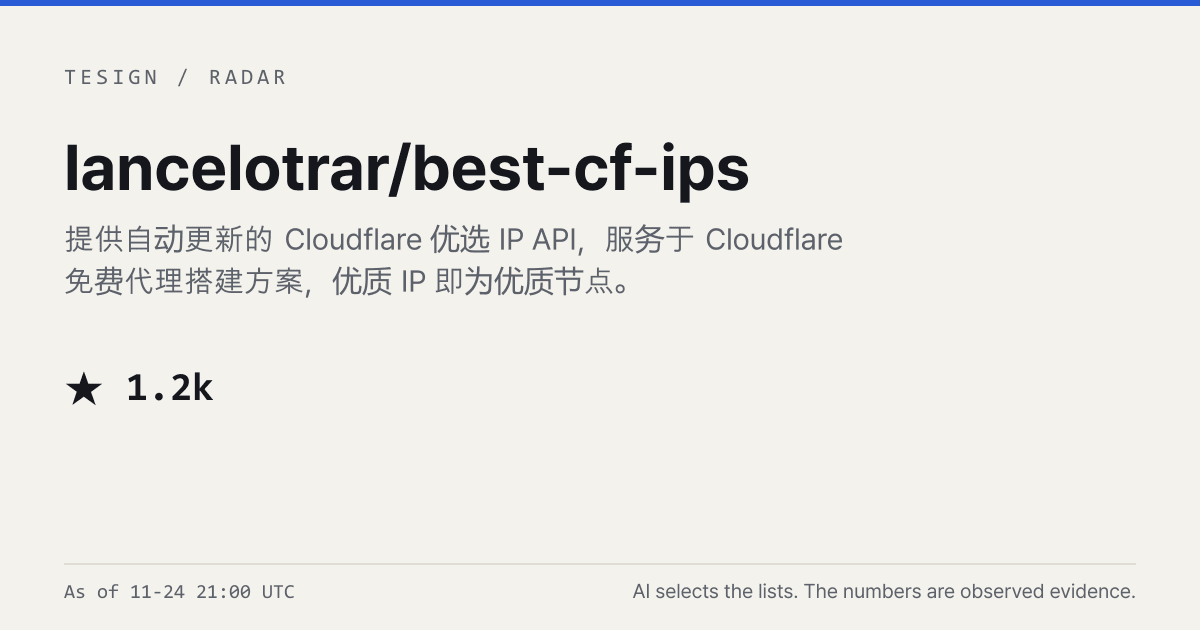 TESIGN / RADAR
lancelotrar/best-cf-ips
提供自动更新的 Cloudflare 优选 IP API，服务于 Cloudflare
免费代理搭建方案，优质 IP 即为优质节点。
★ 1.2k
As of 11-24 21:00 UTC
AI selects the lists. The numbers are observed evidence.